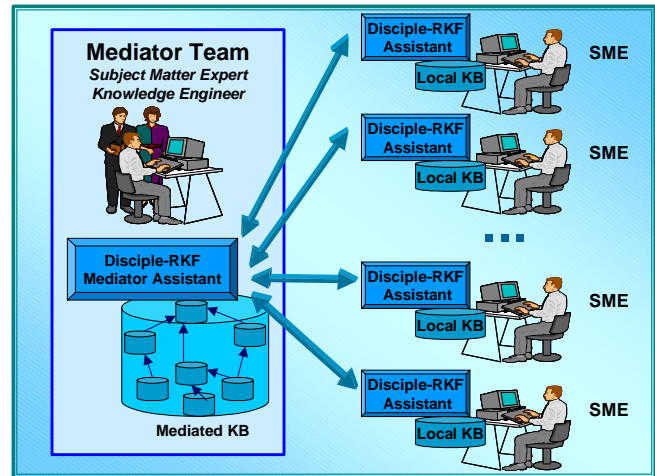 Mediator Team
Subject Matter Expert
Knowledge Engineer
Disciple-RKF
Mediator Assistant
Mediated KB
Disciple-RKF
Assistant
Local KB
SME
Disciple-RKF
Assistant
Local KB
SME
...
Disciple-RKF
Assistant
Local KB
SME
Disciple-RKF
Assistant
Local KB
SME